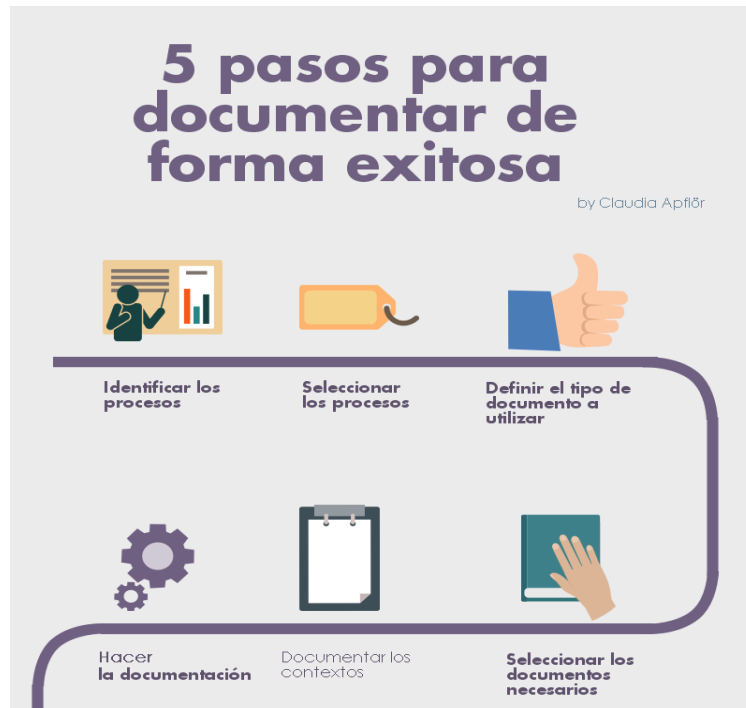 5 pasos para
documentar de
forma exitosa
by Claudia Apflör
Identificar los
procesos
Seleccionar
los procesos
Definir el tipo de
documento a
utilizar
Hacer
la documentación
Documentar los
contextos
Seleccionar los
documentos
necesarios